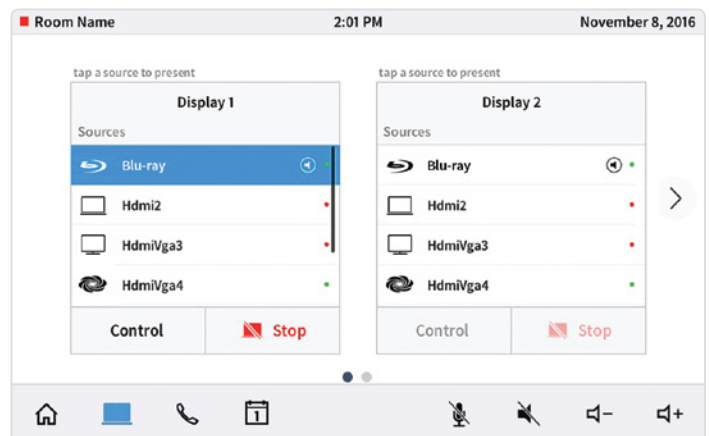 Room Name 2:01 PM November 8, 2016
tap a source to present
Display 1
Sources
Blu-ray
Hdmi2
HdmiVga3
HdmiVga4
Control Stop
tap a source to present
Display 2
Sources
Blu-ray
Hdmi2
HdmiVga3
HdmiVga4
Control Stop
1